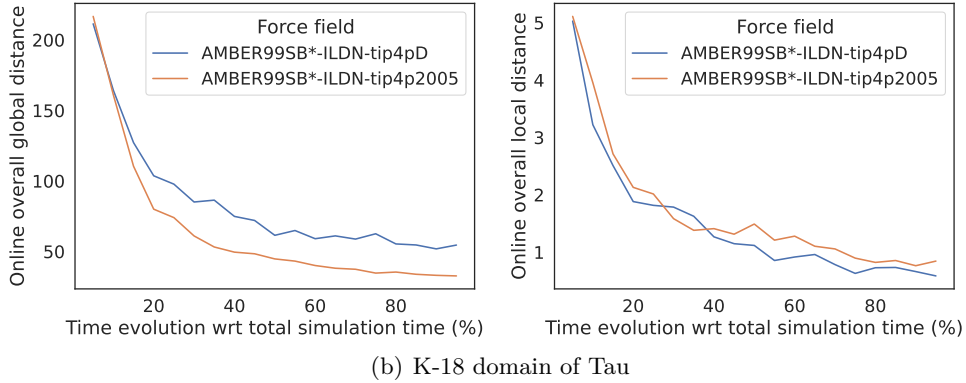 Online overall global distance
200
150
100
50
Force field
AMBER99SB*-ILDN-tip4pD
AMBER99SB*-ILDN-tip4p2005
20
40
60
80
Time evolution wrt total simulation time (%)
Online overall local distance
5
4
3
2
1
Force field
AMBER99SB*-ILDN-tip4pD
AMBER99SB*-ILDN-tip4p2005
20
40
60
80
Time evolution wrt total simulation time (%)
(b) K-18 domain of Tau